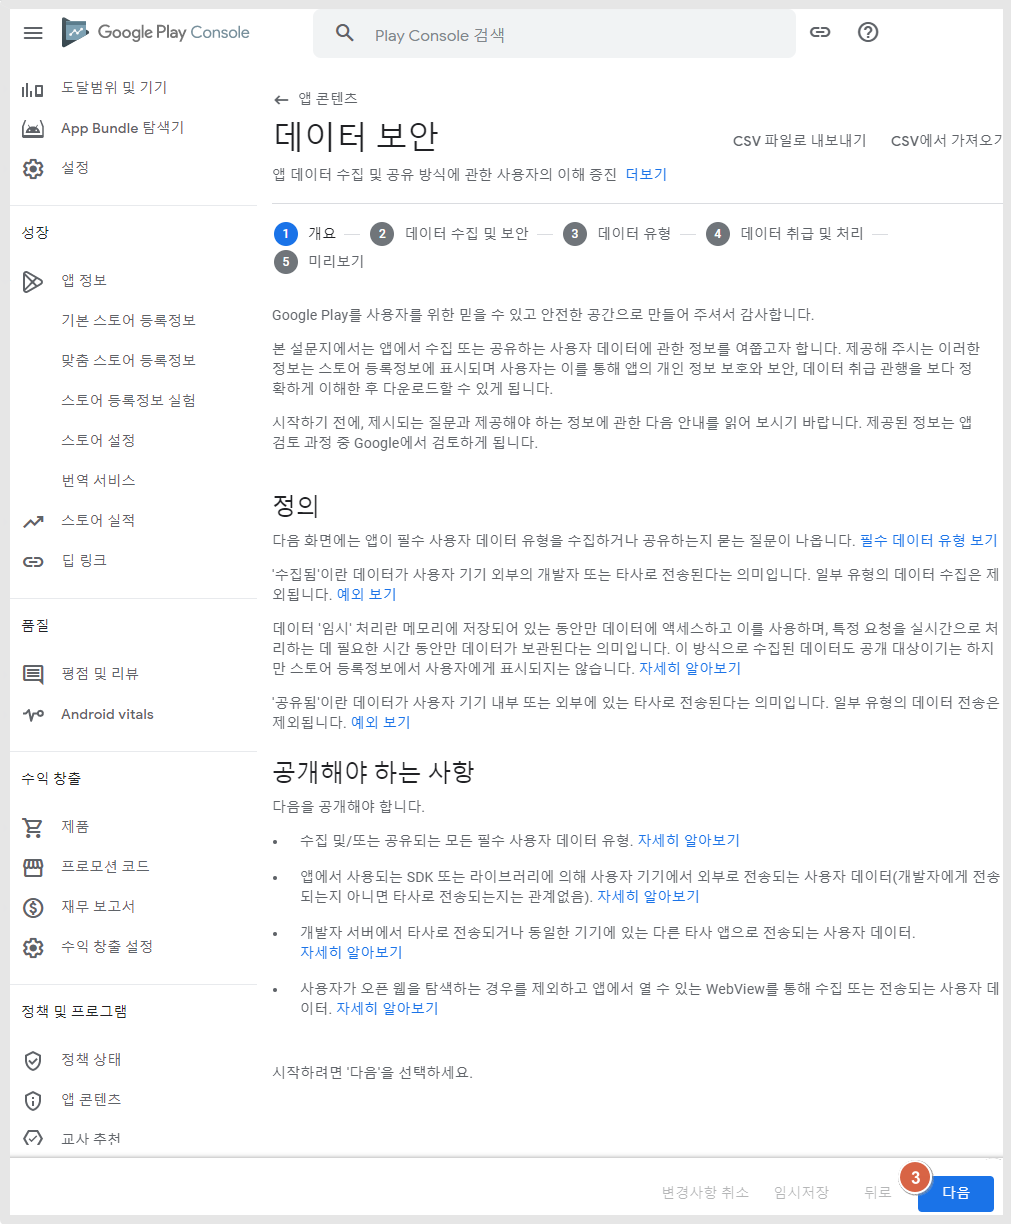 Google Play Console
Play Console 검색
도달범위 및 기기
App Bundle 탐색기
설정
성장
앱 정보
기본 스토어 등록정보
맞춤 스토어 등록정보
스토어 등록정보 실험
스토어 설정
번역 서비스
스토어 실적
딥 링크
품질
평점 및 리뷰
Android vitals
수익 창출
제품
프로모션 코드
재무 보고서
수익 창출 설정
정책 및 프로그램
정책 상태
앱 콘텐츠
교사 추천
← 앱 콘텐츠
데이터 보안
CSV 파일로 내보내기 CSV에서 가져오기
앱 데이터 수집 및 공유 방식에 관한 사용자의 이해 증진 더보기
1 개요 — 2 데이터 수집 및 보안 — 3 데이터 유형 — 4 데이터 취급 및 처리 —
5 미리보기
Google Play를 사용자를 위한 믿을 수 있고 안전한 공간으로 만들어 주셔서 감사합니다.
본 설문지에서는 앱에서 수집 또는 공유하는 사용자 데이터에 관한 정보를 여쭙고자 합니다. 제공해 주시는 이러한
정보는 스토어 등록정보에 표시되며 사용자는 이를 통해 앱의 개인 정보 보호와 보안, 데이터 취급 관행을 보다 정
확하게 이해한 후 다운로드할 수 있게 됩니다.
시작하기 전에, 제시되는 질문과 제공해야 하는 정보에 관한 다음 안내를 읽어 보시기 바랍니다. 제공된 정보는 앱
검토 과정 중 Google에서 검토하게 됩니다.
정의
다음 화면에는 앱이 필수 사용자 데이터 유형을 수집하거나 공유하는지 묻는 질문이 나옵니다. 필수 데이터 유형 보기
'수집됨'이란 데이터가 사용자 기기 외부의 개발자 또는 타사로 전송된다는 의미입니다. 일부 유형의 데이터 수집은 제
외됩니다. 예외 보기
데이터 '임시' 처리란 메모리에 저장되어 있는 동안만 데이터에 액세스하고 이를 사용하며, 특정 요청을 실시간으로 처
리하는 데 필요한 시간 동안만 데이터가 보관된다는 의미입니다. 이 방식으로 수집된 데이터도 공개 대상이기는 하지
만 스토어 등록정보에서 사용자에게 표시되지는 않습니다. 자세히 알아보기
'공유됨'이란 데이터가 사용자 기기 내부 또는 외부에 있는 타사로 전송된다는 의미입니다. 일부 유형의 데이터 전송은
제외됩니다. 예외 보기
공개해야 하는 사항
다음을 공개해야 합니다.
• 수집 및/또는 공유되는 모든 필수 사용자 데이터 유형. 자세히 알아보기
• 앱에서 사용되는 SDK 또는 라이브러리에 의해 사용자 기기에서 외부로 전송되는 사용자 데이터(개발자에게 전송
되는지 아니면 타사로 전송되는지는 관계없음). 자세히 알아보기
• 개발자 서버에서 타사로 전송되거나 동일한 기기에 있는 다른 타사 앱으로 전송되는 사용자 데이터.
자세히 알아보기
• 사용자가 오픈 웹을 탐색하는 경우를 제외하고 앱에서 열 수 있는 WebView를 통해 수집 또는 전송되는 사용자 데
이터. 자세히 알아보기
시작하려면 '다음'을 선택하세요.
변경사항 취소 임시저장 뒤로 3 다음